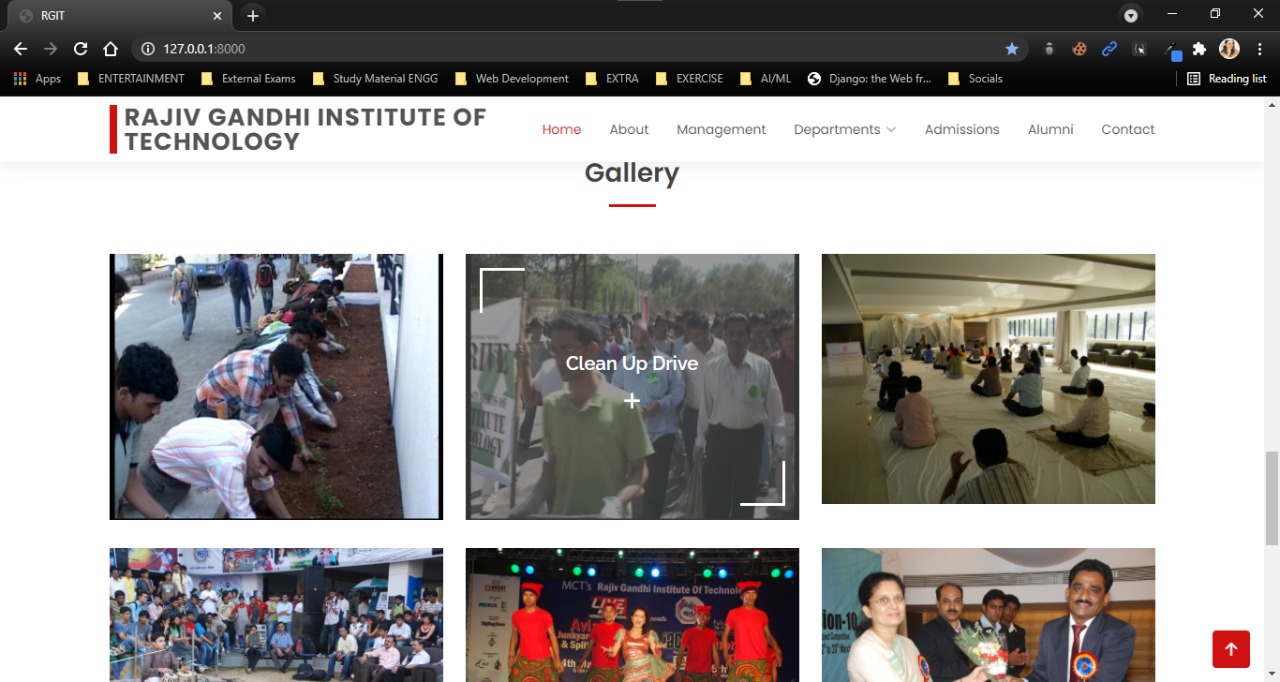 RGIT
127.0.0.1:8000
Apps
ENTERTAINMENT
External Exams
Study Material ENGG
Web Development
EXTRA
EXERCISE
AI/ML
Django: the Web fr...
Socials
Reading list
RAJIV GANDHI INSTITUTE OF
TECHNOLOGY
Home
About
Management
Departments
Admissions
Alumni
Contact
Gallery
Clean Up Drive
+
MCT's Rajiv Gandhi Institute Of
LIVE